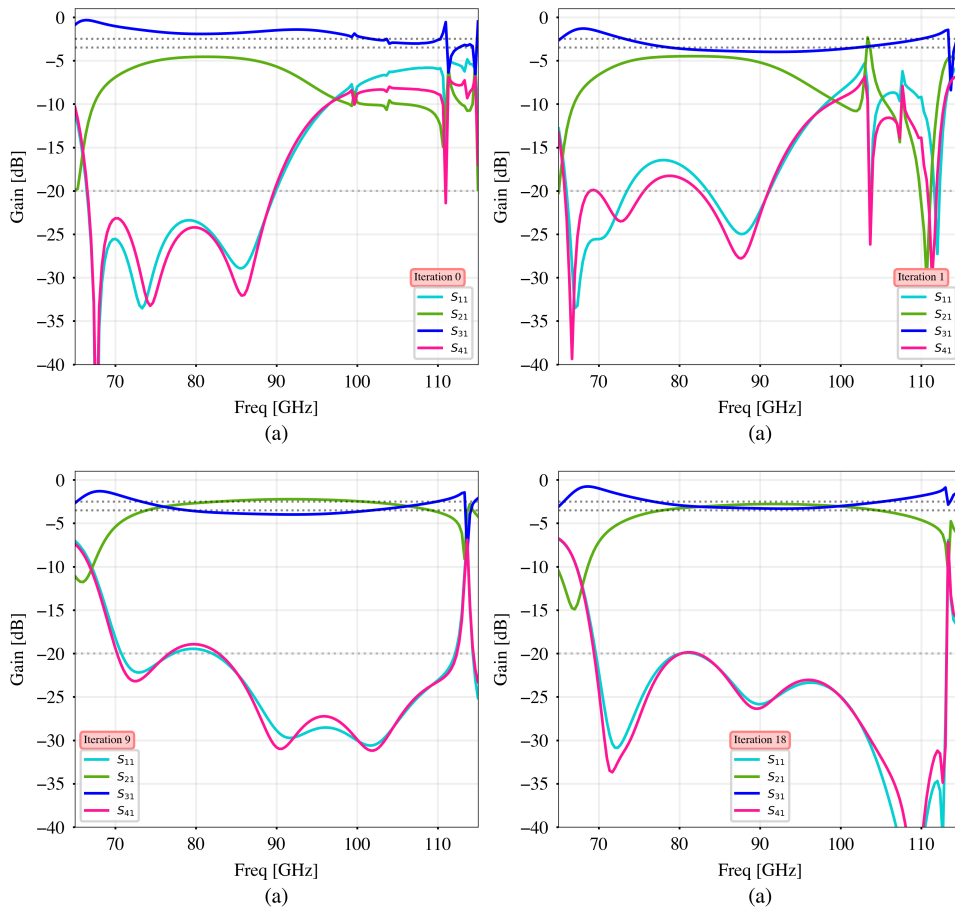 0
−5
−10
−15
−20
−25
−30
−35
−40
Gain [dB]
70 80 90 100 110
Freq [GHz]
Iteration 0
S11
S21
S31
S41
(a)
0
−5
−10
−15
−20
−25
−30
−35
−40
Gain [dB]
70 80 90 100 110
Freq [GHz]
Iteration 1
S11
S21
S31
S41
(a)
0
−5
−10
−15
−20
−25
−30
−35
−40
Gain [dB]
70 80 90 100 110
Freq [GHz]
Iteration 9
S11
S21
S31
S41
(a)
0
−5
−10
−15
−20
−25
−30
−35
−40
Gain [dB]
70 80 90 100 110
Freq [GHz]
Iteration 18
S11
S21
S31
S41
(a)